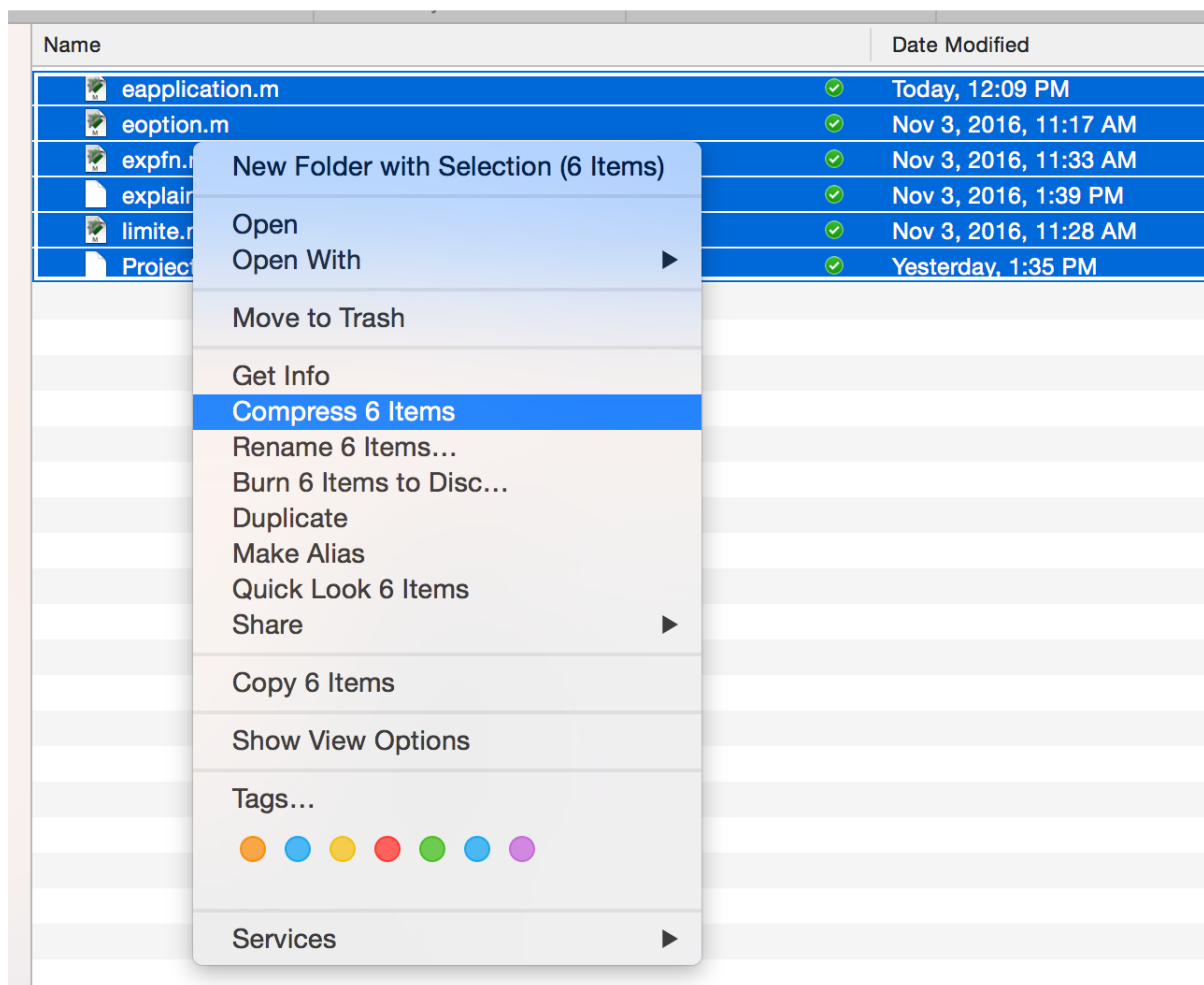 Name Date Modified
eapplication.m Today, 12:09 PM
eoption.m Nov 3, 2016, 11:17 AM
expfn. Nov 3, 2016, 11:33 AM
explain Nov 3, 2016, 1:39 PM
limite. Nov 3, 2016, 11:28 AM
Project Yesterday, 1:35 PM
New Folder with Selection (6 Items)
Open
Open With
Move to Trash
Get Info
Compress 6 Items
Rename 6 Items…
Burn 6 Items to Disc…
Duplicate
Make Alias
Quick Look 6 Items
Share
Copy 6 Items
Show View Options
Tags…
Services